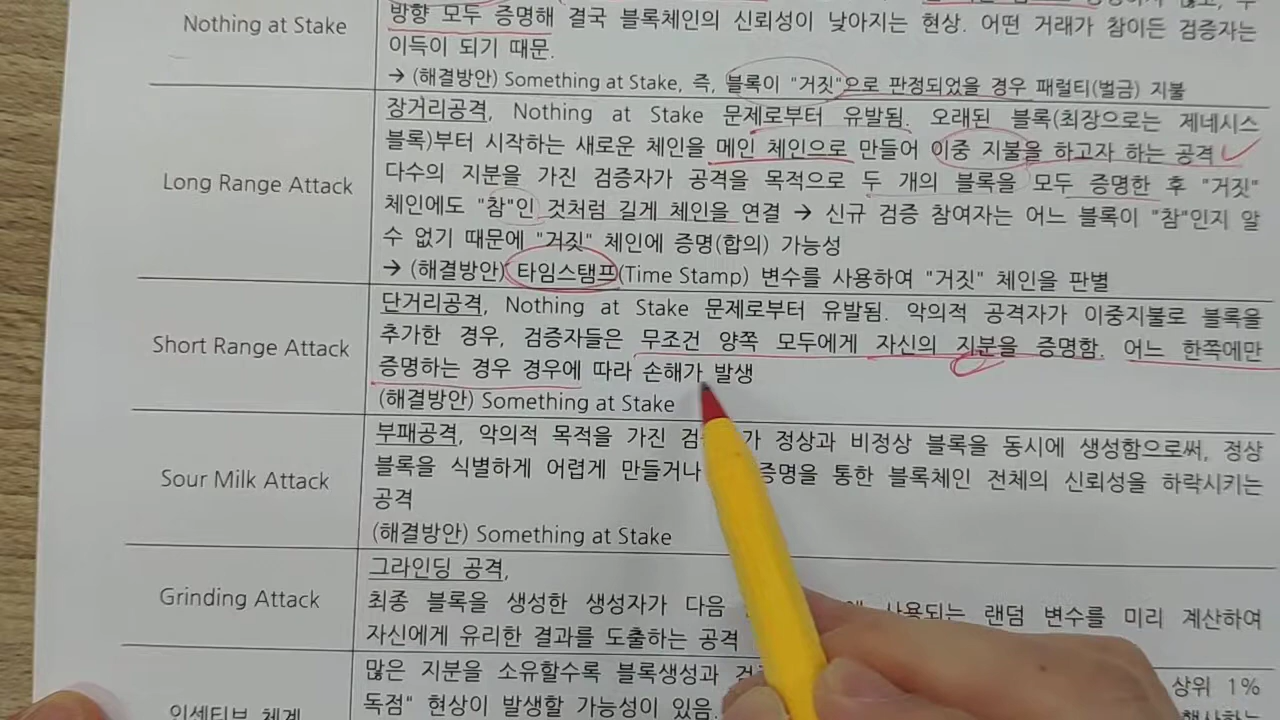 Nothing at Stake
방향 모두 증명해 결국 블록체인의 신뢰성이 낮아지는 현상. 어떤 거래가 참이든 검증자는
이득이 되기 때문.
→ (해결방안) Something at Stake, 즉, 블록이 "거짓"으로 판정되었을 경우 패럴티(벌금) 지불
Long Range Attack
장거리공격, Nothing at Stake 문제로부터 유발됨. 오래된 블록(최장으로는 제네시스
블록)부터 시작하는 새로운 체인을 메인 체인으로 만들어 이중 지불을 하고자 하는 공격
다수의 지분을 가진 검증자가 공격을 목적으로 두 개의 블록을 모두 증명한 후 "거짓"
체인에도 "참"인 것처럼 길게 체인을 연결 → 신규 검증 참여자는 어느 블록이 "참"인지 알
수 없기 때문에 "거짓" 체인에 증명(합의) 가능성
→ (해결방안) 타임스탬프(Time Stamp) 변수를 사용하여 "거짓" 체인을 판별
Short Range Attack
단거리공격, Nothing at Stake 문제로부터 유발됨. 악의적 공격자가 이중지불로 블록을
추가한 경우, 검증자들은 무조건 양쪽 모두에게 자신의 지분을 증명함. 어느 한쪽에만
증명하는 경우 경우에 따라 손해가 발생
(해결방안) Something at Stake
Sour Milk Attack
부패공격, 악의적 목적을 가진 가 정상과 비정상 블록을 동시에 생성함으로써, 정상
블록을 식별하게 어렵게 만들거나 증명을 통한 블록체인 전체의 신뢰성을 하락시키는
공격
(해결방안) Something at Stake
Grinding Attack
그라인딩 공격,
최종 블록을 생성한 생성자가 다음 사용되는 랜덤 변수를 미리 계산하여
자신에게 유리한 결과를 도출하는 공격
인센티브 체계
많은 지분을 소유할수록 블록생성과 상위 1%
독점" 현상이 발생할 가능성이 있음.